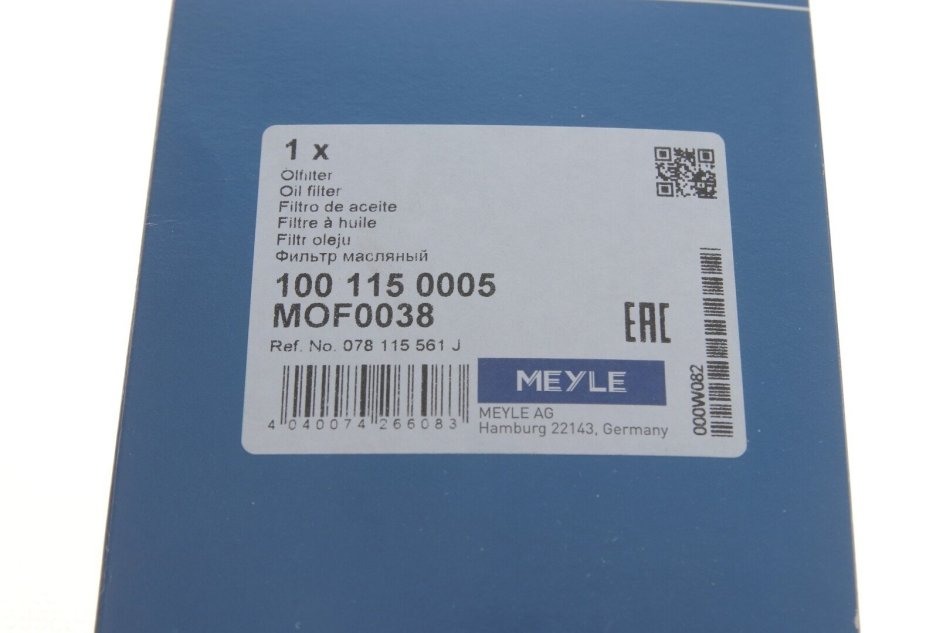 1 x
Ölfilter
Oil filter
Filtro de aceite
Filtre à huile
Filtr oleju
Фильтр масляный
100 115 0005
MOF0038
Ref. No. 078 115 561 J
4 040074 266083
EAC
MEYLE
MEYLE AG
Hamburg 22143, Germany
000W082